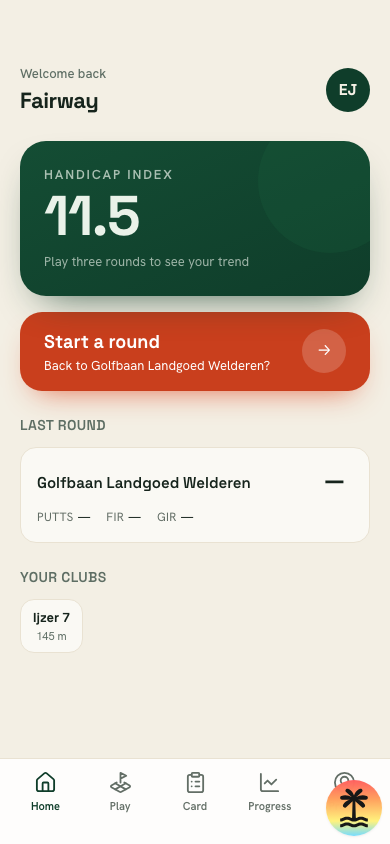 Welcome back
Fairway
EJ
HANDICAP INDEX
11.5
Play three rounds to see your trend
Start a round
Back to Golfbaan Landgoed Welderen?
LAST ROUND
Golfbaan Landgoed Welderen —
PUTTS — FIR — GIR —
YOUR CLUBS
Ijzer 7
145 m
Home Play Card Progress